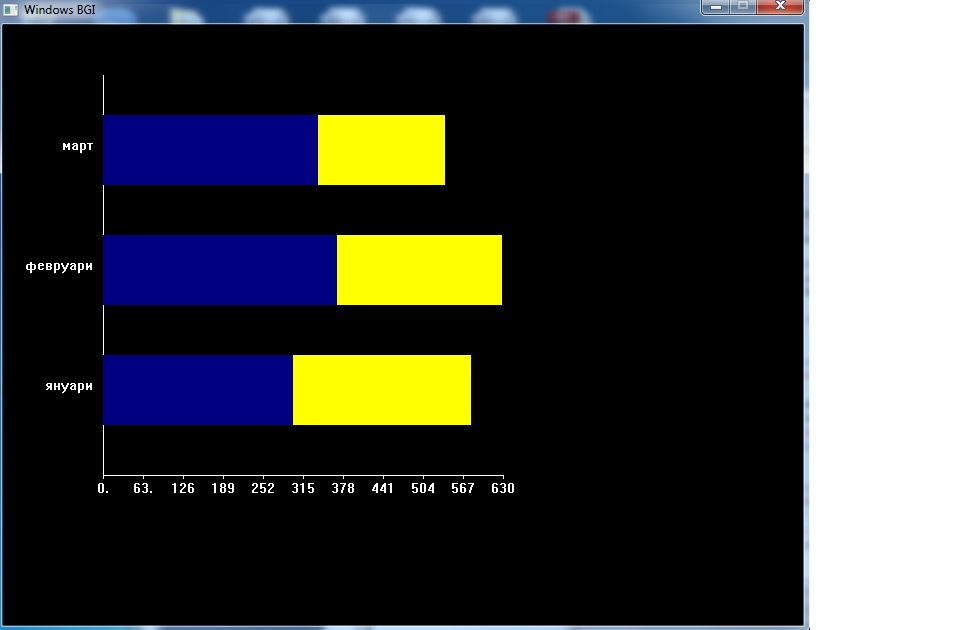 Windows BGI
март
февруари
януари
0. 63. 126 189 252 315 378 441 504 567 630